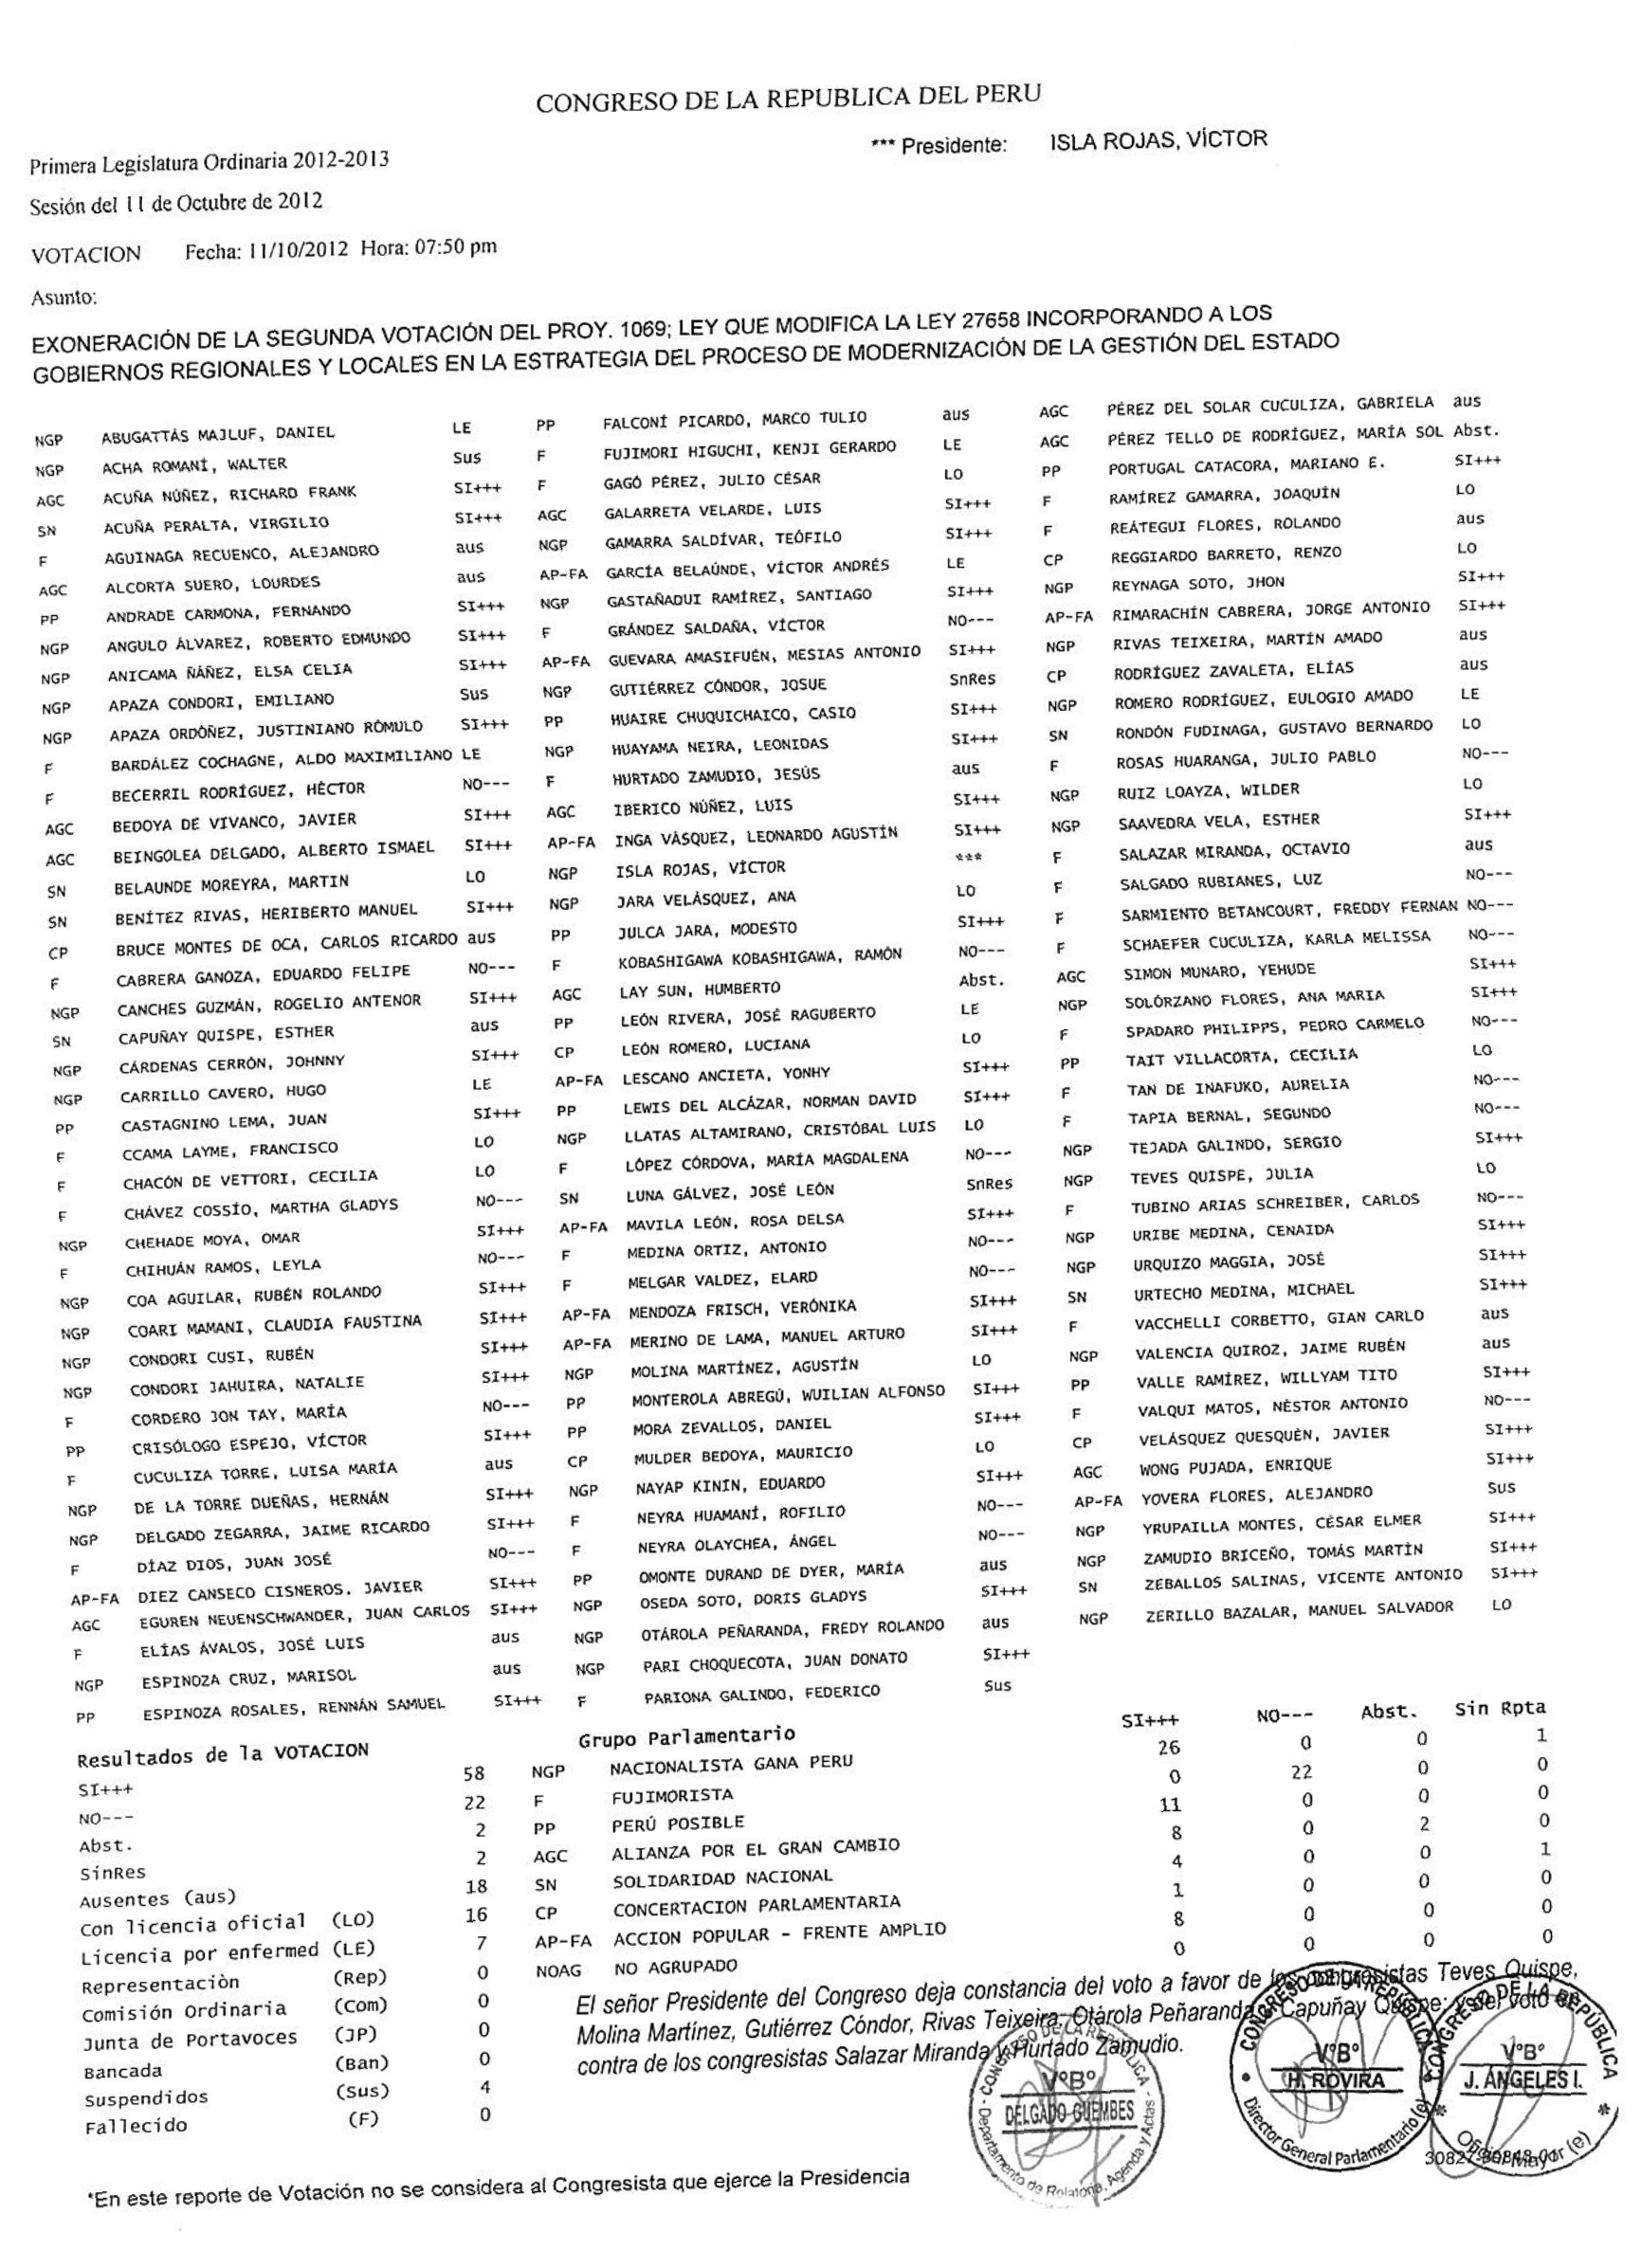 CONGRESO DE LA REPUBLICA DEL PERU
*** Presidente: ISLA ROJAS, VÍCTOR
Primera Legislatura Ordinaria 2012-2013
Sesión del 11 de Octubre de 2012
VOTACION Fecha: 11/10/2012 Hora: 07:50 pm
Asunto:
EXONERACIÓN DE LA SEGUNDA VOTACIÓN DEL PROY. 1069; LEY QUE MODIFICA LA LEY 27658 INCORPORANDO A LOS
GOBIERNOS REGIONALES Y LOCALES EN LA ESTRATEGIA DEL PROCESO DE MODERNIZACIÓN DE LA GESTIÓN DEL ESTADO
NGP ABUGATTÁS MAJLUF, DANIEL LE
NGP ACHA ROMANÍ, WALTER Sus
AGC ACUÑA NÚÑEZ, RICHARD FRANK SI+++
SN ACUÑA PERALTA, VIRGILIO SI+++
F AGUINAGA RECUENCO, ALEJANDRO aus
AGC ALCORTA SUERO, LOURDES aus
PP ANDRADE CARMONA, FERNANDO SI+++
NGP ANGULO ÁLVAREZ, ROBERTO EDMUNDO SI+++
NGP ANICAMA ÑÁÑEZ, ELSA CELIA SI+++
NGP APAZA CONDORI, EMILIANO Sus
NGP APAZA ORDÓÑEZ, JUSTINIANO RÓMULO SI+++
F BARDÁLEZ COCHAGNE, ALDO MAXIMILIANO LE
F BECERRIL RODRÍGUEZ, HÉCTOR NO---
AGC BEDOYA DE VIVANCO, JAVIER SI+++
AGC BEINGOLEA DELGADO, ALBERTO ISMAEL SI+++
SN BELAUNDE MOREYRA, MARTIN LO
SN BENÍTEZ RIVAS, HERIBERTO MANUEL SI+++
CP BRUCE MONTES DE OCA, CARLOS RICARDO aus
F CABRERA GANOZA, EDUARDO FELIPE NO---
NGP CANCHES GUZMÁN, ROGELIO ANTENOR SI+++
SN CAPUÑAY QUISPE, ESTHER aus
NGP CÁRDENAS CERRÓN, JOHNNY SI+++
NGP CARRILLO CAVERO, HUGO LE
PP CASTAGNINO LEMA, JUAN SI+++
F CCAMA LAYME, FRANCISCO LO
F CHACÓN DE VETTORI, CECILIA LO
F CHÁVEZ COSSÍO, MARTHA GLADYS NO---
NGP CHEHADE MOYA, OMAR SI+++
F CHIHUÁN RAMOS, LEYLA NO---
NGP COA AGUILAR, RUBÉN ROLANDO SI+++
NGP COARI MAMANI, CLAUDIA FAUSTINA SI+++
NGP CONDORI CUSI, RUBÉN SI+++
NGP CONDORI JAHUIRA, NATALIE SI+++
F CORDERO JON TAY, MARÍA NO---
PP CRISÓLOGO ESPEJO, VÍCTOR SI+++
F CUCULIZA TORRE, LUISA MARÍA aus
NGP DE LA TORRE DUEÑAS, HERNÁN SI+++
NGP DELGADO ZEGARRA, JAIME RICARDO SI+++
F DÍAZ DIOS, JUAN JOSÉ NO---
AP-FA DIEZ CANSECO CISNEROS, JAVIER SI+++
AGC EGUREN NEUENSCHWANDER, JUAN CARLOS SI+++
F ELÍAS ÁVALOS, JOSÉ LUIS aus
NGP ESPINOZA CRUZ, MARISOL aus
PP ESPINOZA ROSALES, RENNÁN SAMUEL SI+++
PP FALCONÍ PICARDO, MARCO TULIO aus
F FUJIMORI HIGUCHI, KENJI GERARDO LE
F GAGÓ PÉREZ, JULIO CÉSAR LO
AGC GALARRETA VELARDE, LUIS SI+++
NGP GAMARRA SALDÍVAR, TEÓFILO SI+++
AP-FA GARCÍA BELAÚNDE, VÍCTOR ANDRÉS LE
NGP GASTAÑADUI RAMÍREZ, SANTIAGO SI+++
F GRÁNDEZ SALDAÑA, VÍCTOR NO---
AP-FA GUEVARA AMASIFUÉN, MESIAS ANTONIO SI+++
NGP GUTIÉRREZ CÓNDOR, JOSUE SnRes
PP HUAIRE CHUQUICHAICO, CASIO SI+++
NGP HUAYAMA NEIRA, LEONIDAS SI+++
F HURTADO ZAMUDIO, JESÚS aus
AGC IBERICO NÚÑEZ, LUIS SI+++
AP-FA INGA VÁSQUEZ, LEONARDO AGUSTÍN SI+++
NGP ISLA ROJAS, VÍCTOR ***
NGP JARA VELÁSQUEZ, ANA LO
PP JULCA JARA, MODESTO SI+++
F KOBASHIGAWA KOBASHIGAWA, RAMÓN NO---
AGC LAY SUN, HUMBERTO Abst.
PP LEÓN RIVERA, JOSÉ RAGUBERTO LE
CP LEÓN ROMERO, LUCIANA LO
AP-FA LESCANO ANCIETA, YONHY SI+++
PP LEWIS DEL ALCÁZAR, NORMAN DAVID SI+++
NGP LLATAS ALTAMIRANO, CRISTÓBAL LUIS LO
F LÓPEZ CÓRDOVA, MARÍA MAGDALENA NO---
SN LUNA GÁLVEZ, JOSÉ LEÓN SnRes
AP-FA MAVILA LEÓN, ROSA DELSA SI+++
F MEDINA ORTIZ, ANTONIO NO---
F MELGAR VALDEZ, ELARD NO---
AP-FA MENDOZA FRISCH, VERÓNIKA SI+++
AP-FA MERINO DE LAMA, MANUEL ARTURO SI+++
NGP MOLINA MARTÍNEZ, AGUSTÍN LO
PP MONTEROLA ABREGÚ, WUILIAN ALFONSO SI+++
PP MORA ZEVALLOS, DANIEL SI+++
CP MULDER BEDOYA, MAURICIO LO
NGP NAYAP KININ, EDUARDO SI+++
F NEYRA HUAMANÍ, ROFILIO NO---
F NEYRA OLAYCHEA, ÁNGEL NO---
PP OMONTE DURAND DE DYER, MARÍA aus
NGP OSEDA SOTO, DORIS GLADYS SI+++
NGP OTÁROLA PEÑARANDA, FREDY ROLANDO aus
NGP PARI CHOQUECOTA, JUAN DONATO SI+++
F PARIONA GALINDO, FEDERICO Sus
AGC PÉREZ DEL SOLAR CUCULIZA, GABRIELA aus
AGC PÉREZ TELLO DE RODRÍGUEZ, MARÍA SOL Abst.
PP PORTUGAL CATACORA, MARIANO E. SI+++
F RAMÍREZ GAMARRA, JOAQUÍN LO
F REÁTEGUI FLORES, ROLANDO aus
CP REGGIARDO BARRETO, RENZO LO
NGP REYNAGA SOTO, JHON SI+++
AP-FA RIMARACHÍN CABRERA, JORGE ANTONIO SI+++
NGP RIVAS TEIXEIRA, MARTÍN AMADO aus
CP RODRÍGUEZ ZAVALETA, ELÍAS aus
NGP ROMERO RODRÍGUEZ, EULOGIO AMADO LE
SN RONDÓN FUDINAGA, GUSTAVO BERNARDO LO
F ROSAS HUARANGA, JULIO PABLO NO---
NGP RUIZ LOAYZA, WILDER LO
NGP SAAVEDRA VELA, ESTHER SI+++
F SALAZAR MIRANDA, OCTAVIO aus
F SALGADO RUBIANES, LUZ NO---
F SARMIENTO BETANCOURT, FREDDY FERNAN NO---
F SCHAEFER CUCULIZA, KARLA MELISSA NO---
AGC SIMON MUNARO, YEHUDE SI+++
NGP SOLÓRZANO FLORES, ANA MARIA SI+++
F SPADARO PHILIPPS, PEDRO CARMELO NO---
PP TAIT VILLACORTA, CECILIA LO
F TAN DE INAFUKO, AURELIA NO---
F TAPIA BERNAL, SEGUNDO NO---
NGP TEJADA GALINDO, SERGIO SI+++
NGP TEVES QUISPE, JULIA LO
F TUBINO ARIAS SCHREIBER, CARLOS NO---
NGP URIBE MEDINA, CENAIDA SI+++
NGP URQUIZO MAGGIA, JOSÉ SI+++
SN URTECHO MEDINA, MICHAEL SI+++
F VACCHELLI CORBETTO, GIAN CARLO aus
NGP VALENCIA QUIROZ, JAIME RUBÉN aus
PP VALLE RAMÍREZ, WILLYAM TITO SI+++
F VALQUI MATOS, NÉSTOR ANTONIO NO---
CP VELÁSQUEZ QUESQUÉN, JAVIER SI+++
AGC WONG PUJADA, ENRIQUE SI+++
AP-FA YOVERA FLORES, ALEJANDRO Sus
NGP YRUPAILLA MONTES, CÉSAR ELMER SI+++
NGP ZAMUDIO BRICEÑO, TOMÁS MARTÍN SI+++
SN ZEBALLOS SALINAS, VICENTE ANTONIO SI+++
NGP ZERILLO BAZALAR, MANUEL SALVADOR LO
Resultados de la VOTACION
SI+++ 58
NO--- 22
Abst. 2
SinRes 2
Ausentes (aus) 18
Con licencia oficial (LO) 16
Licencia por enfermed (LE) 7
Representación (Rep) 0
Comisión Ordinaria (Com) 0
Junta de Portavoces (JP) 0
Bancada (Ban) 0
Suspendidos (Sus) 4
Fallecido (F) 0
Grupo Parlamentario SI+++ NO--- Abst. Sin Rpta
NGP NACIONALISTA GANA PERU 26 0 0 1
F FUJIMORISTA 0 22 0 0
PP PERÚ POSIBLE 11 0 0 0
AGC ALIANZA POR EL GRAN CAMBIO 8 0 2 0
SN SOLIDARIDAD NACIONAL 4 0 0 1
CP CONCERTACION PARLAMENTARIA 1 0 0 0
AP-FA ACCION POPULAR - FRENTE AMPLIO 8 0 0 0
NOAG NO AGRUPADO 0 0 0 0
El señor Presidente del Congreso deja constancia del voto a favor de los congresistas Teves Quispe,
Molina Martínez, Gutiérrez Cóndor, Rivas Teixeira, Otárola Peñaranda y Capuñay Quispe; y del voto en
contra de los congresistas Salazar Miranda y Hurtado Zamudio.
CONGRESO DE LA REPÚBLICA
V°B°
DELGADO GUEMBES
Departamento de Relatoría, Agenda y Actas
CONGRESO DE LA REPÚBLICA
V°B°
H. ROVIRA
Director General Parlamentario (e)
CONGRESO DE LA REPÚBLICA
V°B°
J. ÁNGELES I.
Oficial Mayor (e)
*En este reporte de Votación no se considera al Congresista que ejerce la Presidencia